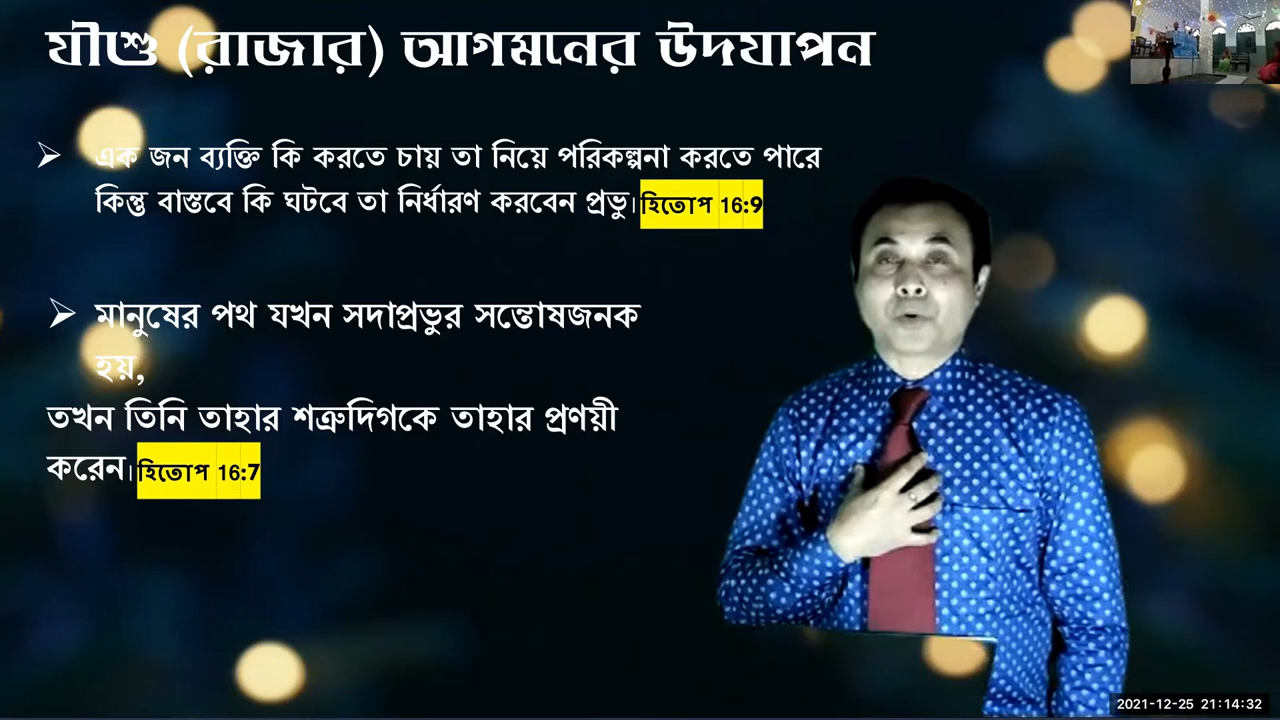 যীশু (রাজার) আগমনের উদযাপন
➢ এক জন ব্যক্তি কি করতে চায় তা নিয়ে পরিকল্পনা করতে পারে
কিন্তু বাস্তবে কি ঘটবে তা নির্ধারণ করবেন প্রভু। হিতোপ 16:9
➢ মানুষের পথ যখন সদাপ্রভুর সন্তোষজনক
হয়,
তখন তিনি তাহার শত্রুদিগকে তাহার প্রণয়ী
করেন। হিতোপ 16:7
2021-12-25 21:14:32